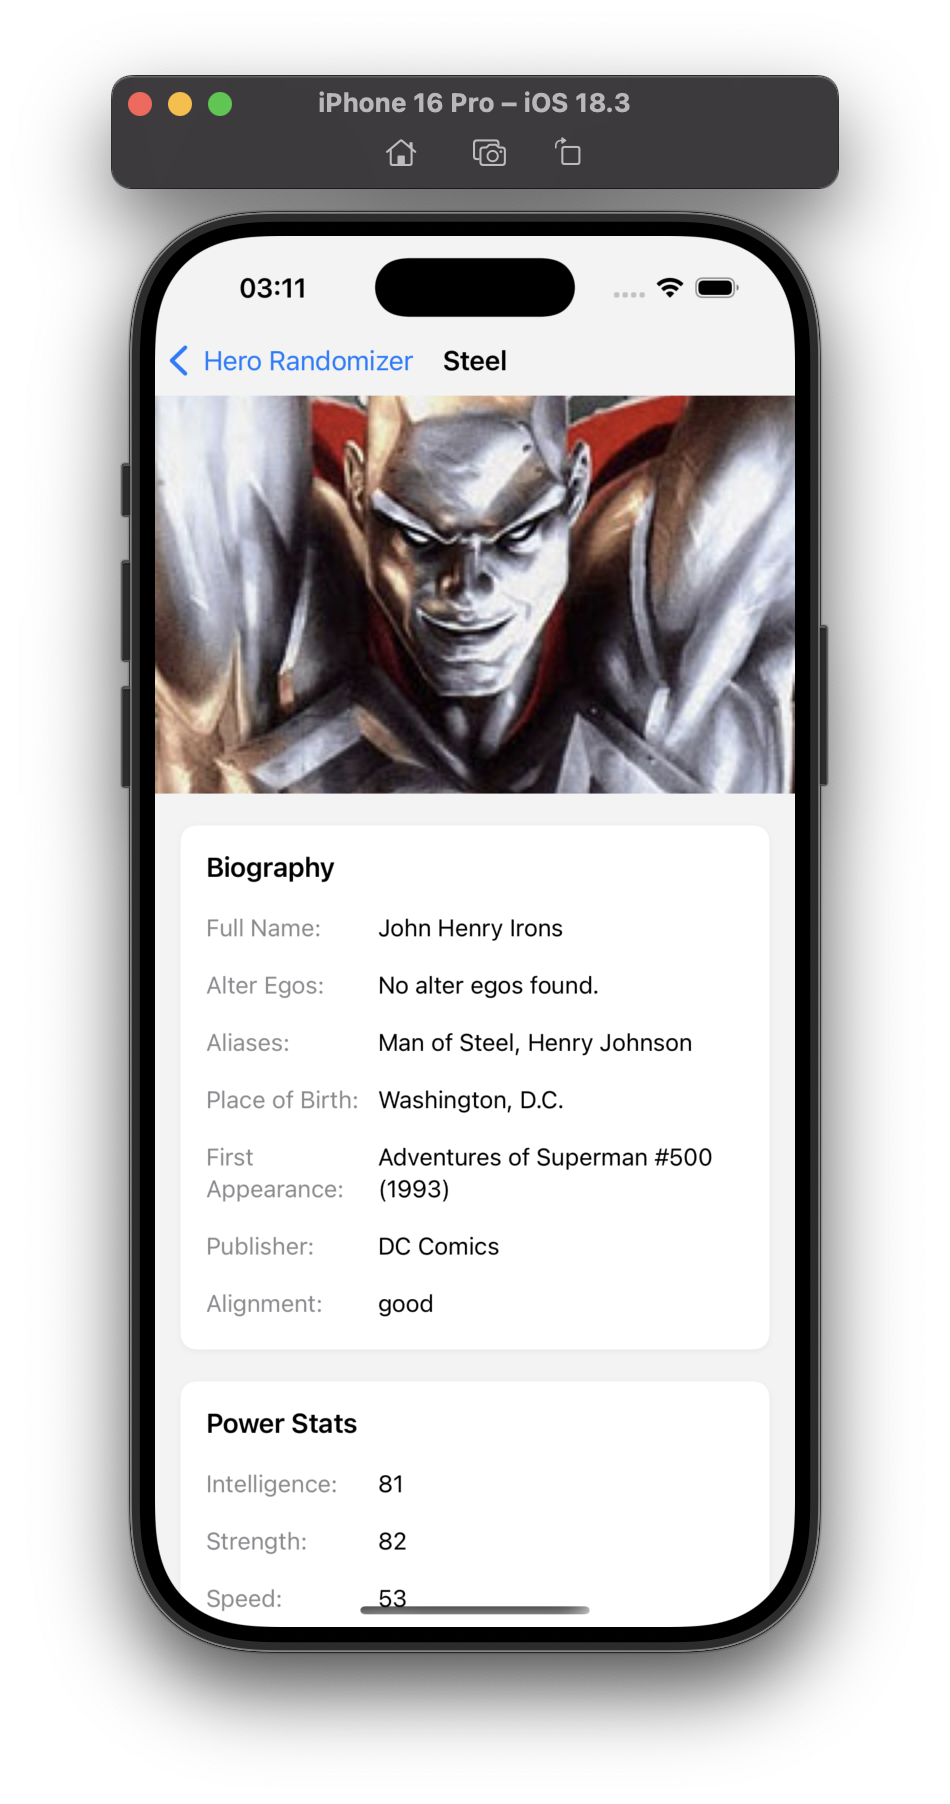 iPhone 16 Pro – iOS 18.3
03:11
Hero Randomizer Steel
Biography
Full Name: John Henry Irons
Alter Egos: No alter egos found.
Aliases: Man of Steel, Henry Johnson
Place of Birth: Washington, D.C.
First Adventures of Superman #500
Appearance: (1993)
Publisher: DC Comics
Alignment: good
Power Stats
Intelligence: 81
Strength: 82
Speed: 53